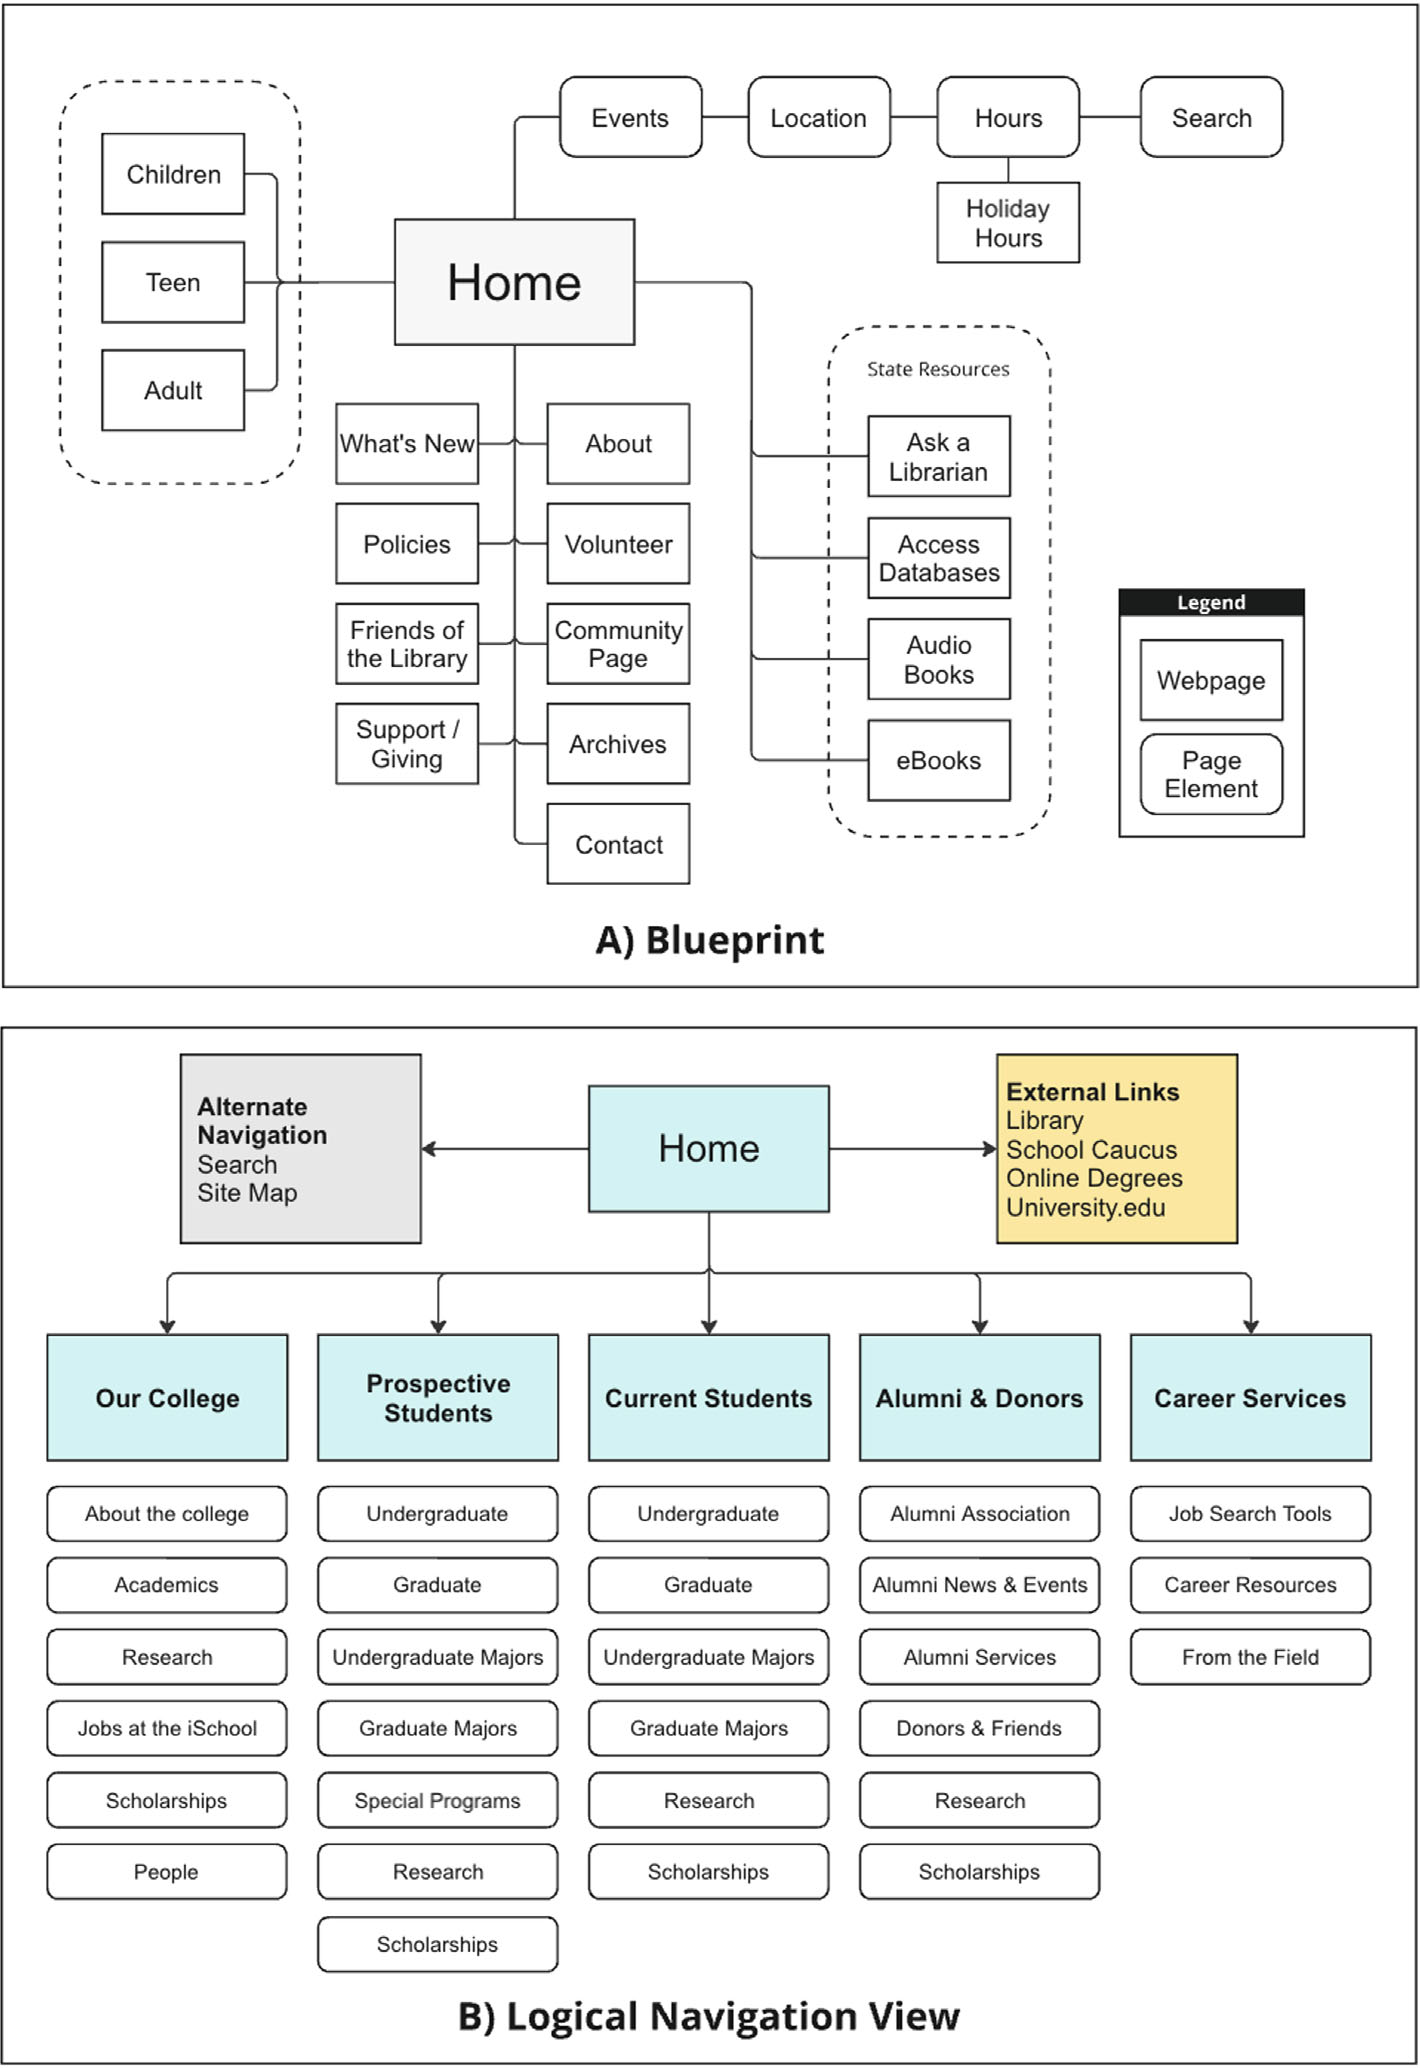 Events
Location
Hours
Search
Holiday
Hours
Children
Teen
Adult
Home
What's New
About
Policies
Volunteer
Friends of
the Library
Community
Page
Support /
Giving
Archives
Contact
State Resources
Ask a
Librarian
Access
Databases
Audio
Books
eBooks
Legend
Webpage
Page
Element
A) Blueprint
Alternate
Navigation
Search
Site Map
Home
External Links
Library
School Caucus
Online Degrees
University.edu
Our College
About the college
Academics
Research
Jobs at the iSchool
Scholarships
People
Prospective
Students
Undergraduate
Graduate
Undergraduate Majors
Graduate Majors
Special Programs
Research
Scholarships
Current Students
Undergraduate
Graduate
Undergraduate Majors
Graduate Majors
Research
Scholarships
Alumni & Donors
Alumni Association
Alumni News & Events
Alumni Services
Donors & Friends
Research
Scholarships
Career Services
Job Search Tools
Career Resources
From the Field
B) Logical Navigation View